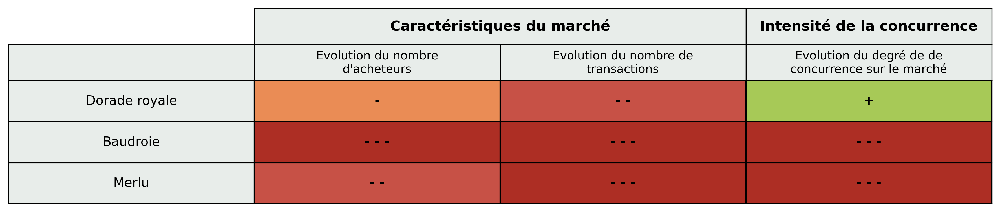 Caractéristiques du marché
Intensité de la concurrence
Evolution du nombre
d'acheteurs
Evolution du nombre de
transactions
Evolution du degré de de
concurrence sur le marché
Dorade royale
-
- -
+
Baudroie
- - -
- - -
- - -
Merlu
- -
- - -
- - -